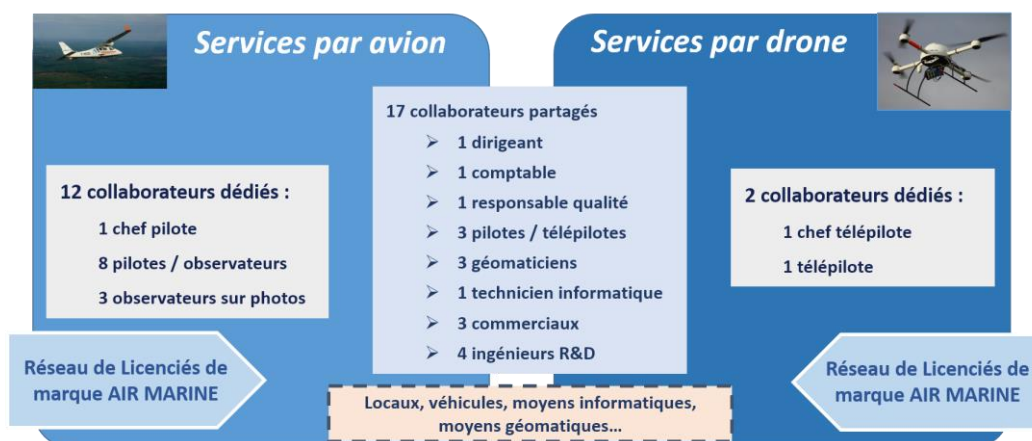 Services par avion
Services par drone
17 collaborateurs partagés
1 dirigeant
1 comptable
1 responsable qualité
3 pilotes / télépilotes
3 géomaticiens
1 technicien informatique
3 commerciaux
4 ingénieurs R&D
12 collaborateurs dédiés :
1 chef pilote
8 pilotes / observateurs
3 observateurs sur photos
2 collaborateurs dédiés :
1 chef télépilote
1 télépilote
Réseau de Licenciés de
marque AIR MARINE
Réseau de Licenciés de
marque AIR MARINE
Locaux, véhicules, moyens informatiques,
moyens géomatiques...